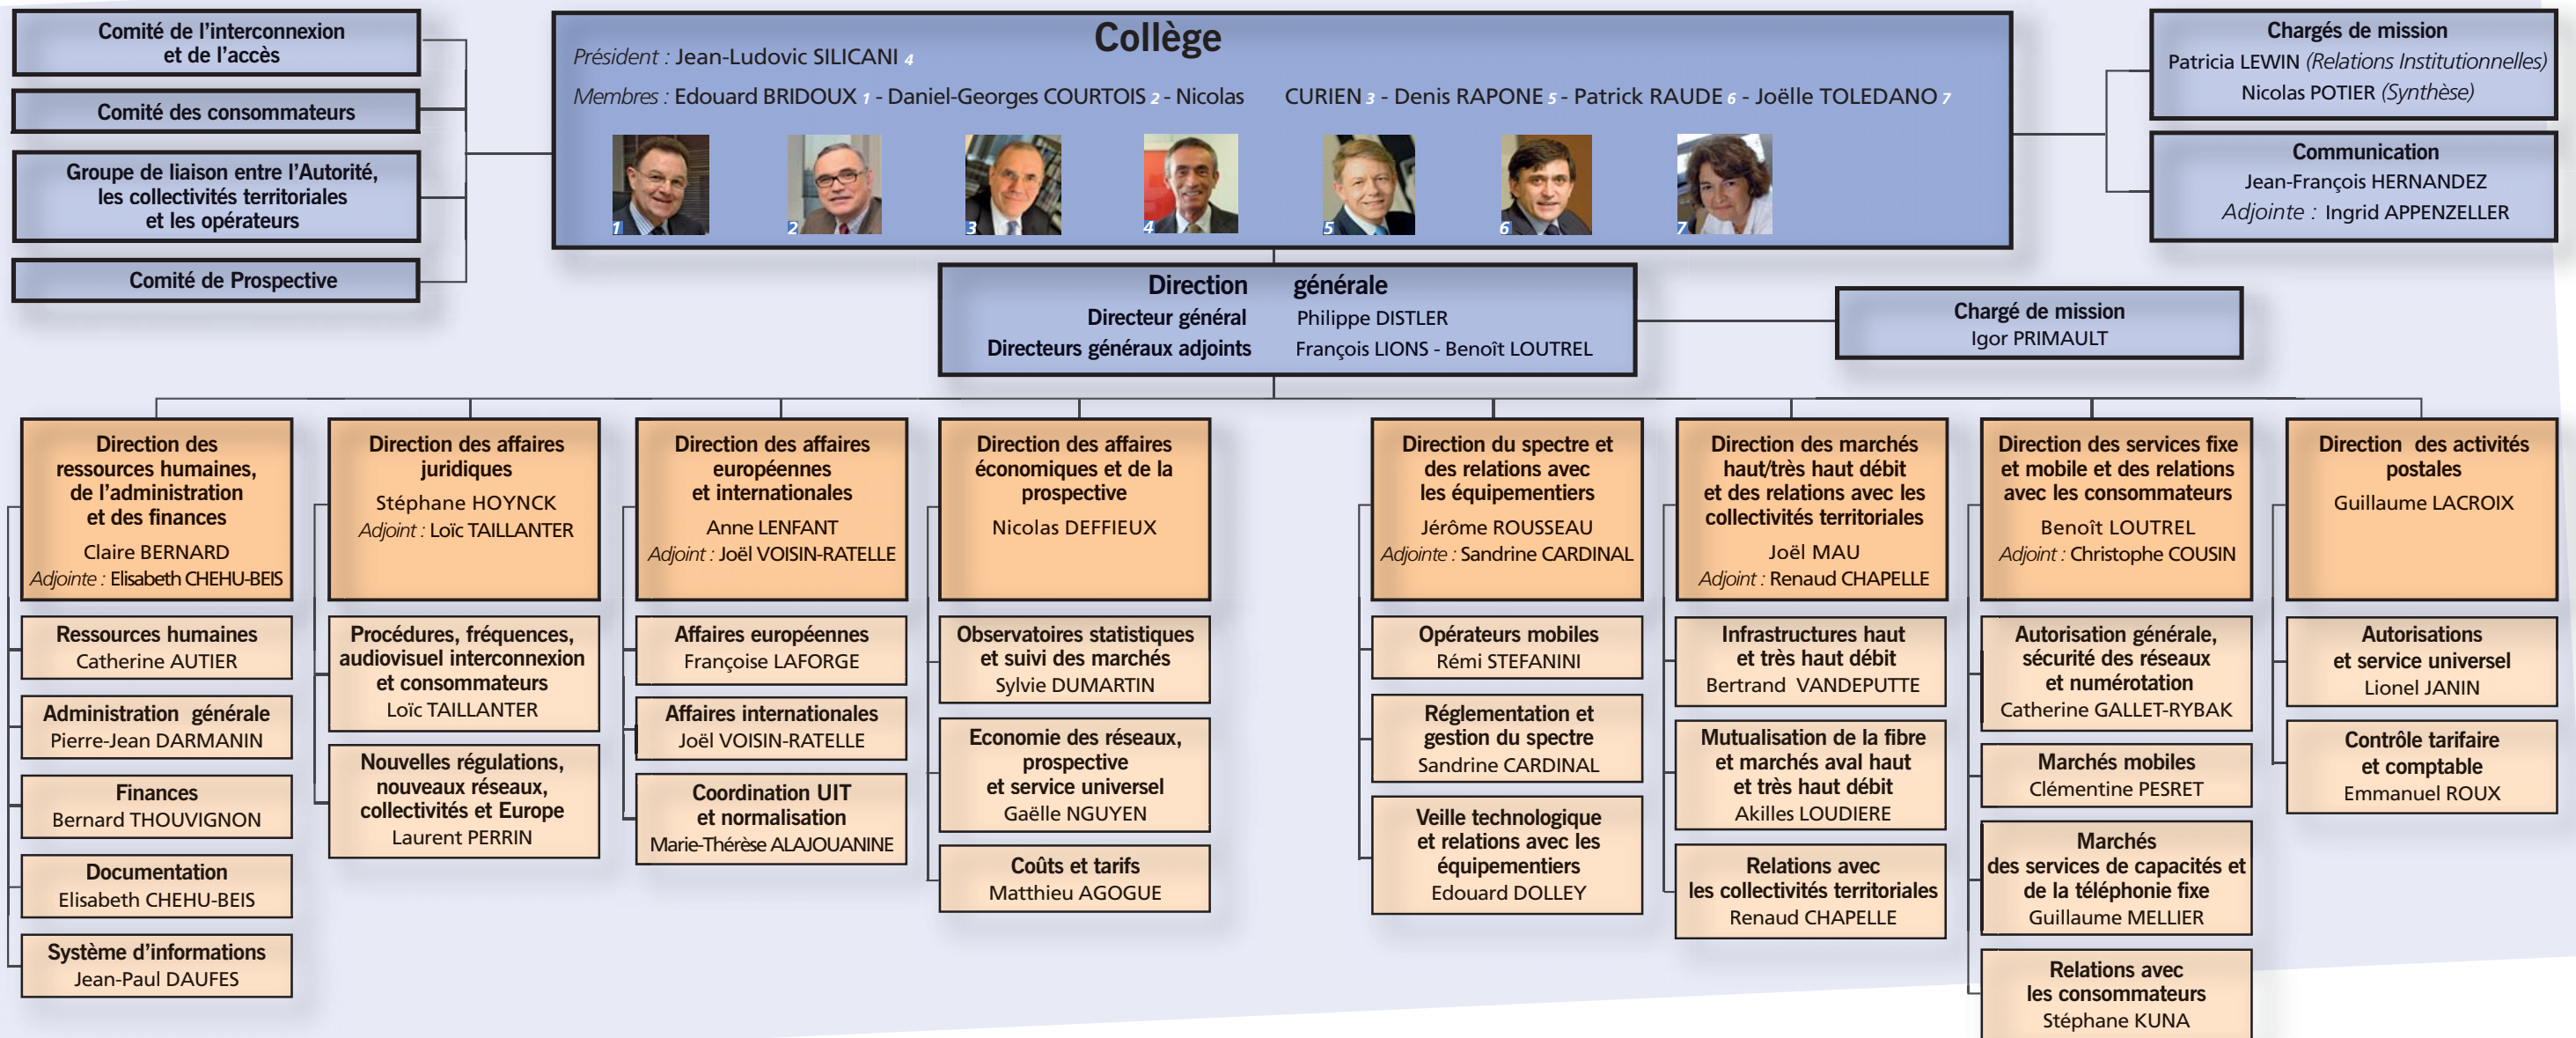 Comité de l'interconnexion
et de l'accès
Comité des consommateurs
Groupe de liaison entre l'Autorité,
les collectivités territoriales
et les opérateurs
Comité de Prospective
Collège
Président : Jean-Ludovic SILICANI 4
Membres : Edouard BRIDOUX 1 - Daniel-Georges COURTOIS 2 - Nicolas CURIEN 3 - Denis RAPONE 5 - Patrick RAUDE 6 - Joëlle TOLEDANO 7
1 2 3 4 5 6 7
Chargés de mission
Patricia LEWIN (Relations Institutionnelles)
Nicolas POTIER (Synthèse)
Communication
Jean-François HERNANDEZ
Adjointe : Ingrid APPENZELLER
Direction générale
Directeur général Philippe DISTLER
Directeurs généraux adjoints François LIONS - Benoît LOUTREL
Chargé de mission
Igor PRIMAULT
Direction des
ressources humaines,
de l'administration
et des finances
Claire BERNARD
Adjointe : Elisabeth CHEHU-BEIS
Ressources humaines
Catherine AUTIER
Administration générale
Pierre-Jean DARMANIN
Finances
Bernard THOUVIGNON
Documentation
Elisabeth CHEHU-BEIS
Système d'informations
Jean-Paul DAUFES
Direction des affaires
juridiques
Stéphane HOYNCK
Adjoint : Loïc TAILLANTER
Procédures, fréquences,
audiovisuel interconnexion
et consommateurs
Loïc TAILLANTER
Nouvelles régulations,
nouveaux réseaux,
collectivités et Europe
Laurent PERRIN
Direction des affaires
européennes
et internationales
Anne LENFANT
Adjoint : Joël VOISIN-RATELLE
Affaires européennes
Françoise LAFORGE
Affaires internationales
Joël VOISIN-RATELLE
Coordination UIT
et normalisation
Marie-Thérèse ALAJOUANINE
Direction des affaires
économiques et de la
prospective
Nicolas DEFFIEUX
Observatoires statistiques
et suivi des marchés
Sylvie DUMARTIN
Economie des réseaux,
prospective
et service universel
Gaëlle NGUYEN
Coûts et tarifs
Matthieu AGOGUE
Direction du spectre et
des relations avec
les équipementiers
Jérôme ROUSSEAU
Adjointe : Sandrine CARDINAL
Opérateurs mobiles
Rémi STEFANINI
Réglementation et
gestion du spectre
Sandrine CARDINAL
Veille technologique
et relations avec les
équipementiers
Edouard DOLLEY
Direction des marchés
haut/très haut débit
et des relations avec les
collectivités territoriales
Joël MAU
Adjoint : Renaud CHAPELLE
Infrastructures haut
et très haut débit
Bertrand VANDEPUTTE
Mutualisation de la fibre
et marchés aval haut
et très haut débit
Akilles LOUDIERE
Relations avec
les collectivités territoriales
Renaud CHAPELLE
Direction des services fixe
et mobile et des relations
avec les consommateurs
Benoît LOUTREL
Adjoint : Christophe COUSIN
Autorisation générale,
sécurité des réseaux
et numérotation
Catherine GALLET-RYBAK
Marchés mobiles
Clémentine PESRET
Marchés
des services de capacités et
de la téléphonie fixe
Guillaume MELLIER
Relations avec
les consommateurs
Stéphane KUNA
Direction des activités
postales
Guillaume LACROIX
Autorisations
et service universel
Lionel JANIN
Contrôle tarifaire
et comptable
Emmanuel ROUX